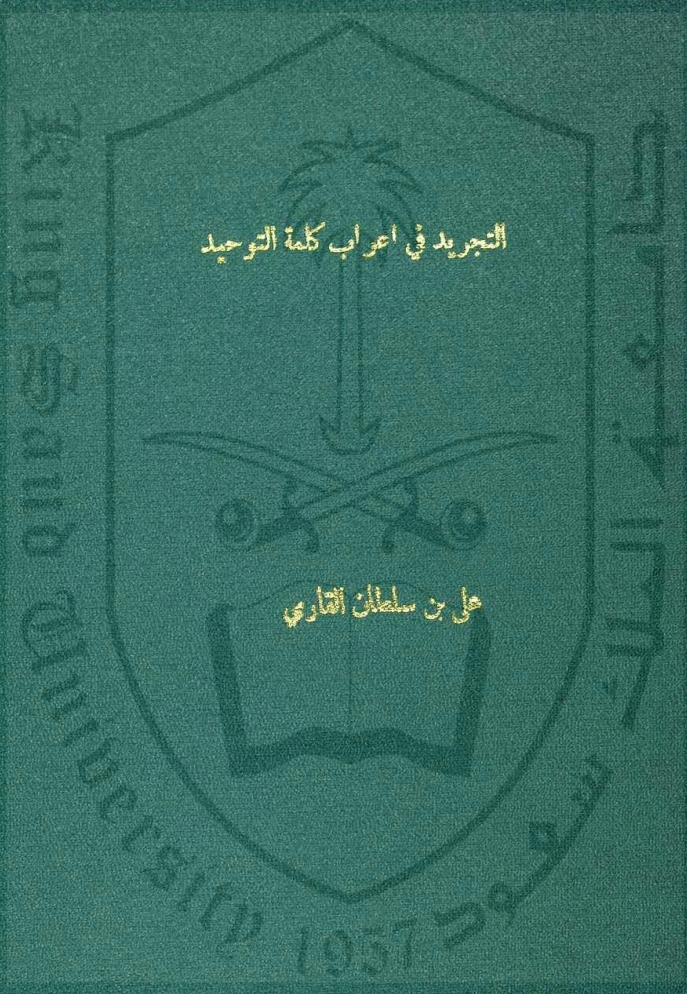 التجريد في اعراب كلمة التوحيد
علي بن سلطان القاري
King Saud University 1957
جامعة الملك سعود